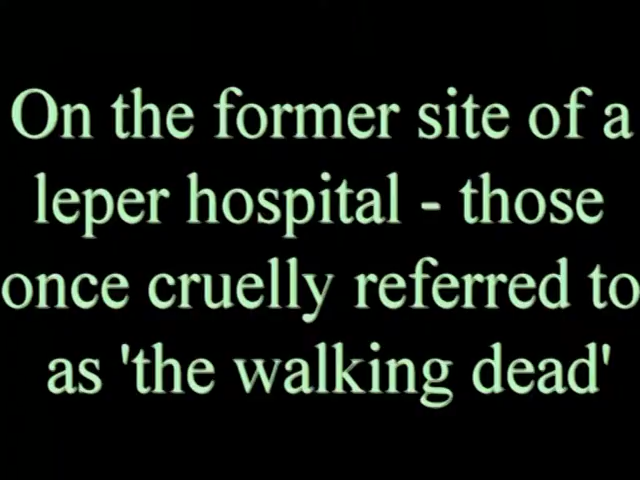 On the former site of a
leper hospital - those
once cruelly referred to
as 'the walking dead'